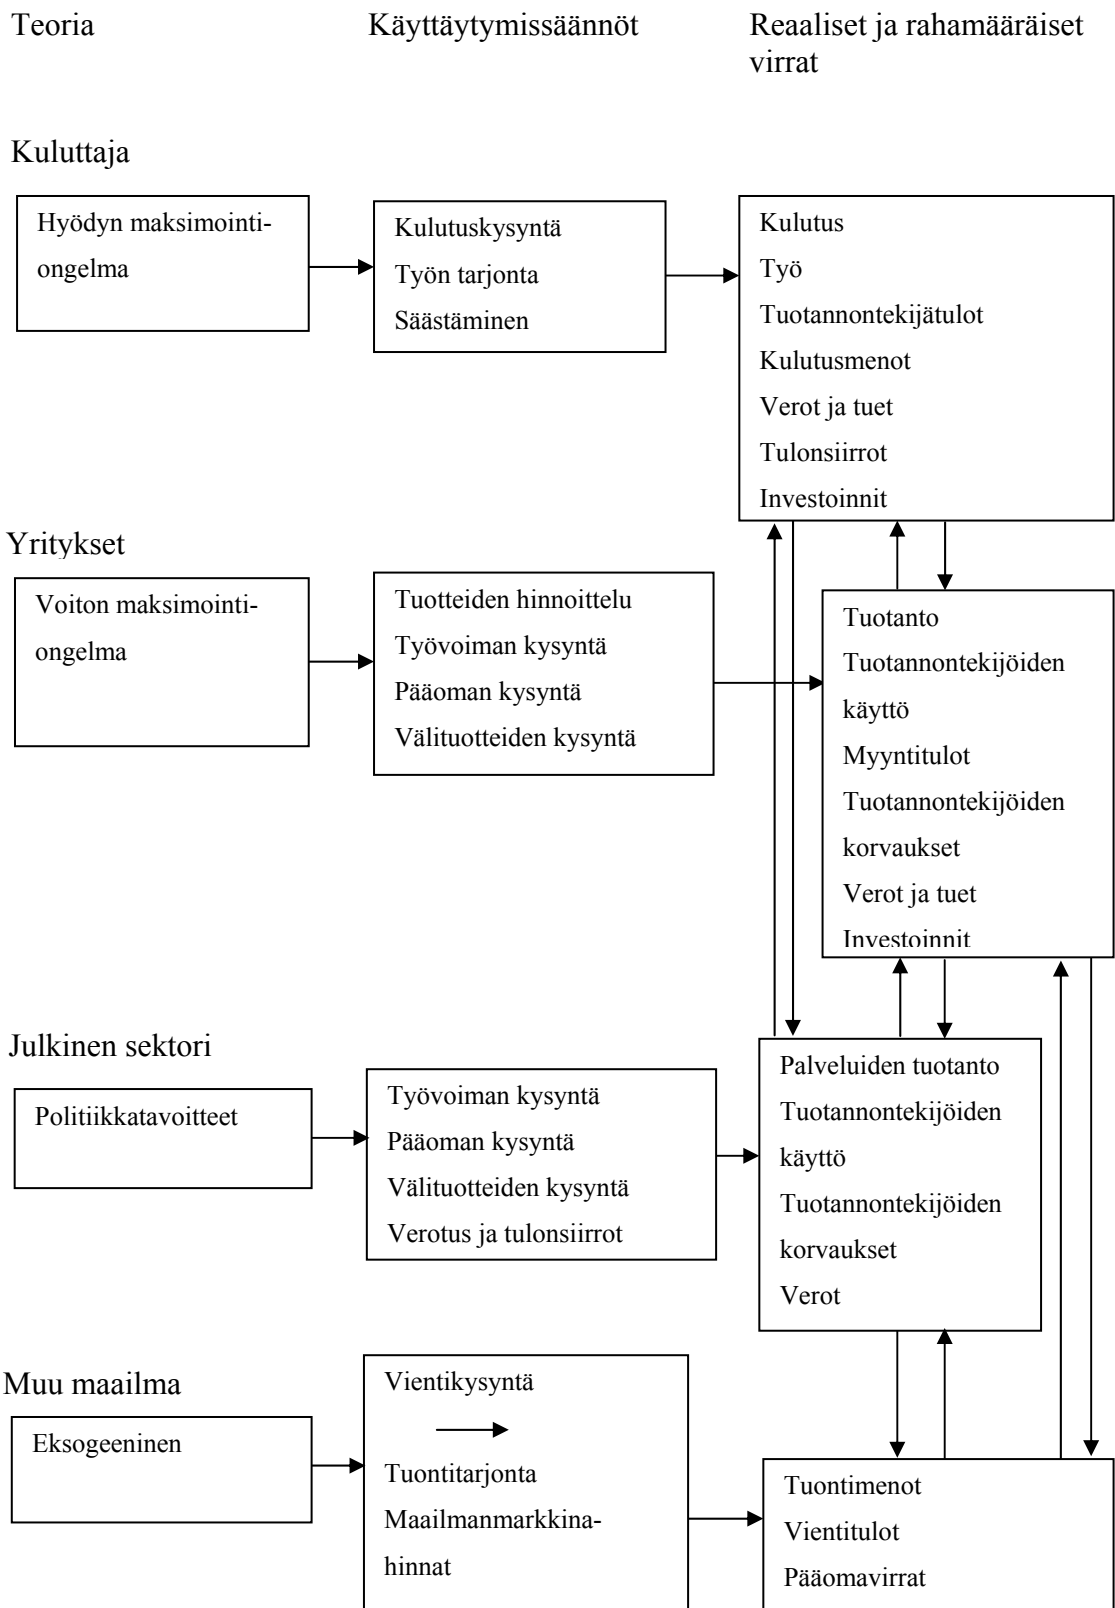 Teoria
Käyttäytymissäännöt
Reaaliset ja rahamääräiset
virrat
Kuluttaja
Hyödyn maksimointi-
ongelma
Kulutuskysyntä
Työn tarjonta
Säästäminen
Kulutus
Työ
Tuotannontekijätulot
Kulutusmenot
Verot ja tuet
Tulonsiirrot
Investoinnit
Yritykset
Voiton maksimointi-
ongelma
Tuotteiden hinnoittelu
Työvoiman kysyntä
Pääoman kysyntä
Välituotteiden kysyntä
Tuotanto
Tuotannontekijöiden
käyttö
Myyntitulot
Tuotannontekijöiden
korvaukset
Verot ja tuet
Investoinnit
Julkinen sektori
Politiikkatavoitteet
Työvoiman kysyntä
Pääoman kysyntä
Välituotteiden kysyntä
Verotus ja tulonsiirrot
Palveluiden tuotanto
Tuotannontekijöiden
käyttö
Tuotannontekijöiden
korvaukset
Verot
Muu maailma
Eksogeeninen
Vientikysyntä
Tuontitarjonta
Maailmanmarkkina-
hinnat
Tuontimenot
Vientitulot
Pääomavirrat